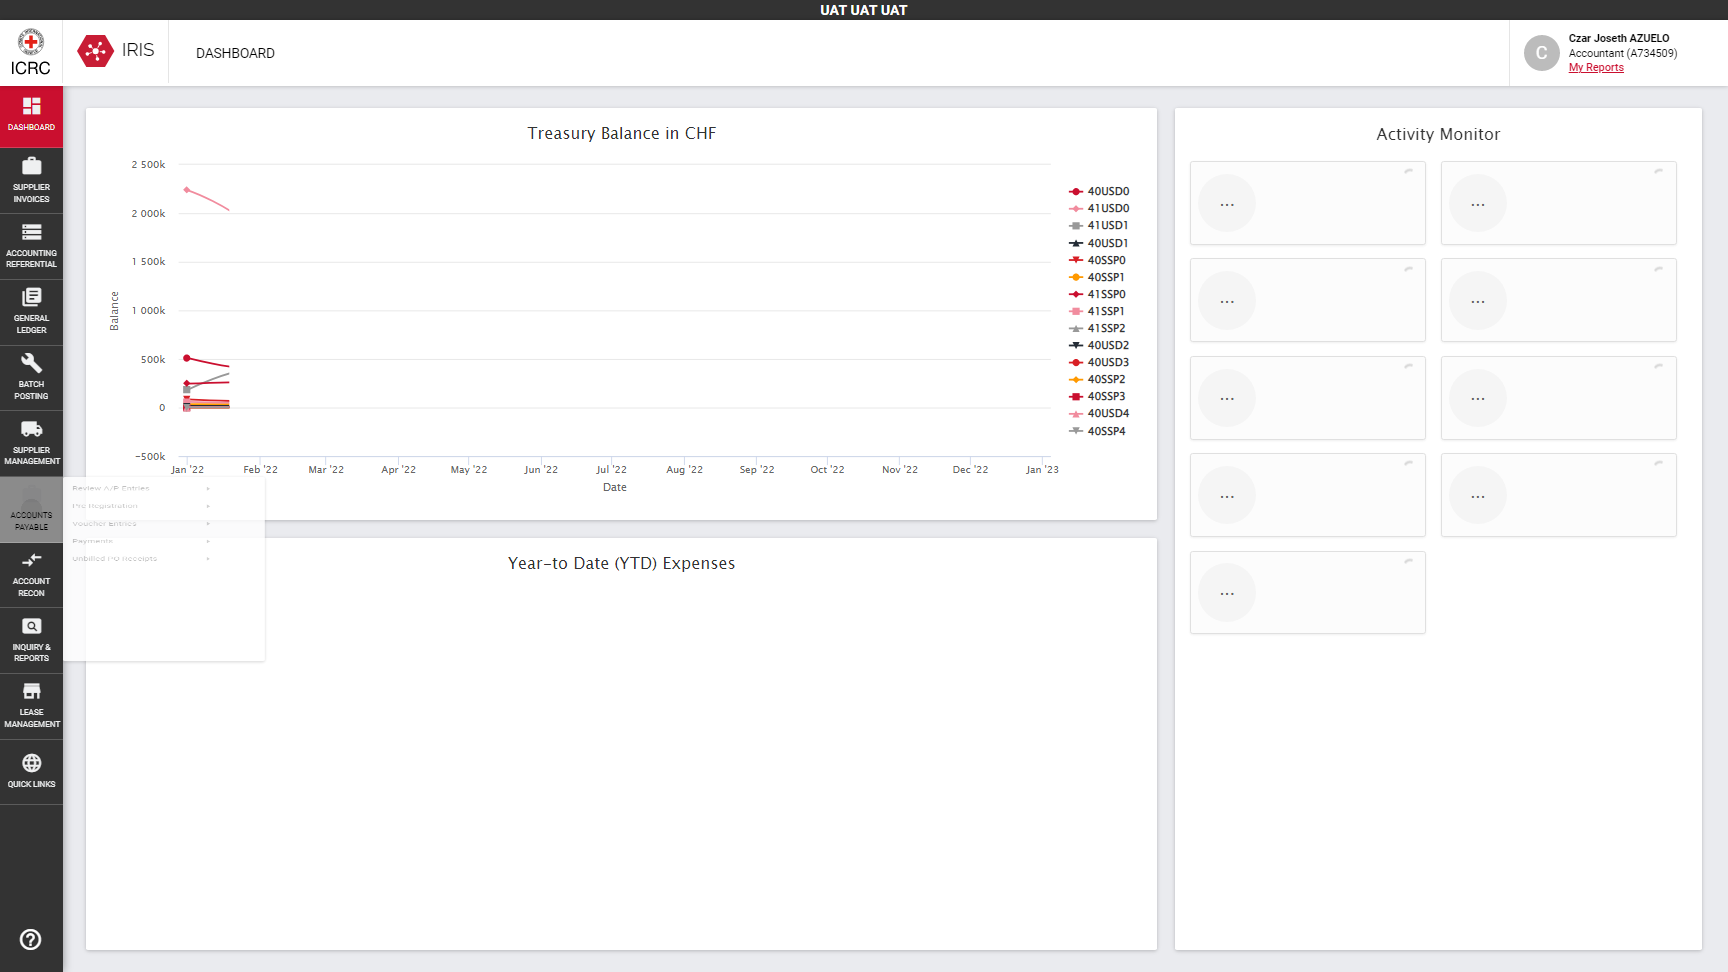 UAT UAT UAT
ICRC
IRIS
DASHBOARD
Czar Joseth AZUELO
Accountant (A734509)
My Reports
C
DASHBOARD
SUPPLIER
INVOICES
ACCOUNTING
REFERENTIAL
GENERAL
LEDGER
BATCH
POSTING
SUPPLIER
MANAGEMENT
ACCOUNTS
PAYABLE
ACCOUNT
RECON
INQUIRY &
REPORTS
LEASE
MANAGEMENT
QUICK LINKS
Review A/P Entries
Pre Registration
Voucher Entries
Payments
Unbilled PO Receipts
Treasury Balance in CHF
2 500k
2 000k
1 500k
1 000k
500k
0
−500k
Balance
Jan '22
Feb '22
Mar '22
Apr '22
May '22
Jun '22
Jul '22
Aug '22
Sep '22
Oct '22
Nov '22
Dec '22
Jan '23
Date
40USD0
41USD0
41USD1
40USD1
40SSP0
40SSP1
41SSP0
41SSP1
41SSP2
40USD2
40USD3
40SSP2
40SSP3
40USD4
40SSP4
Year-to Date (YTD) Expenses
Activity Monitor
...
...
...
...
...
...
...
...
...